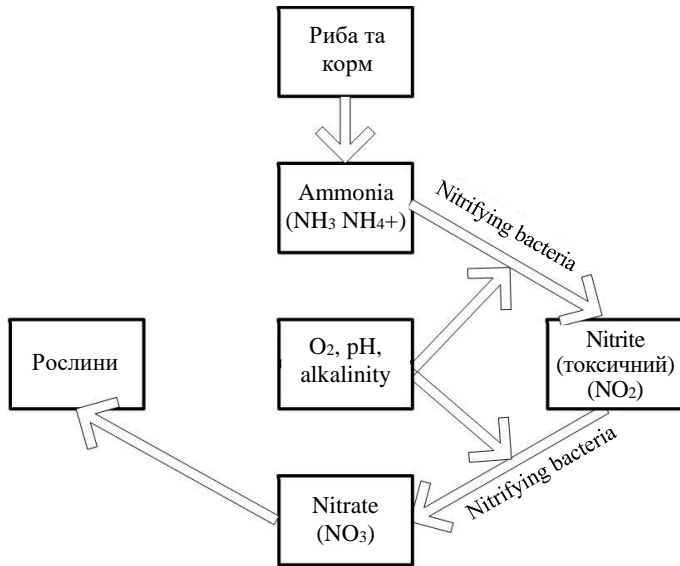 Риба та
корм
Ammonia
(NH₃ NH₄+)
Nitrifying bacteria
Рослини
O₂, pH,
alkalinity
Nitrite
(токсичний)
(NO₂)
Nitrifying bacteria
Nitrate
(NO₃)